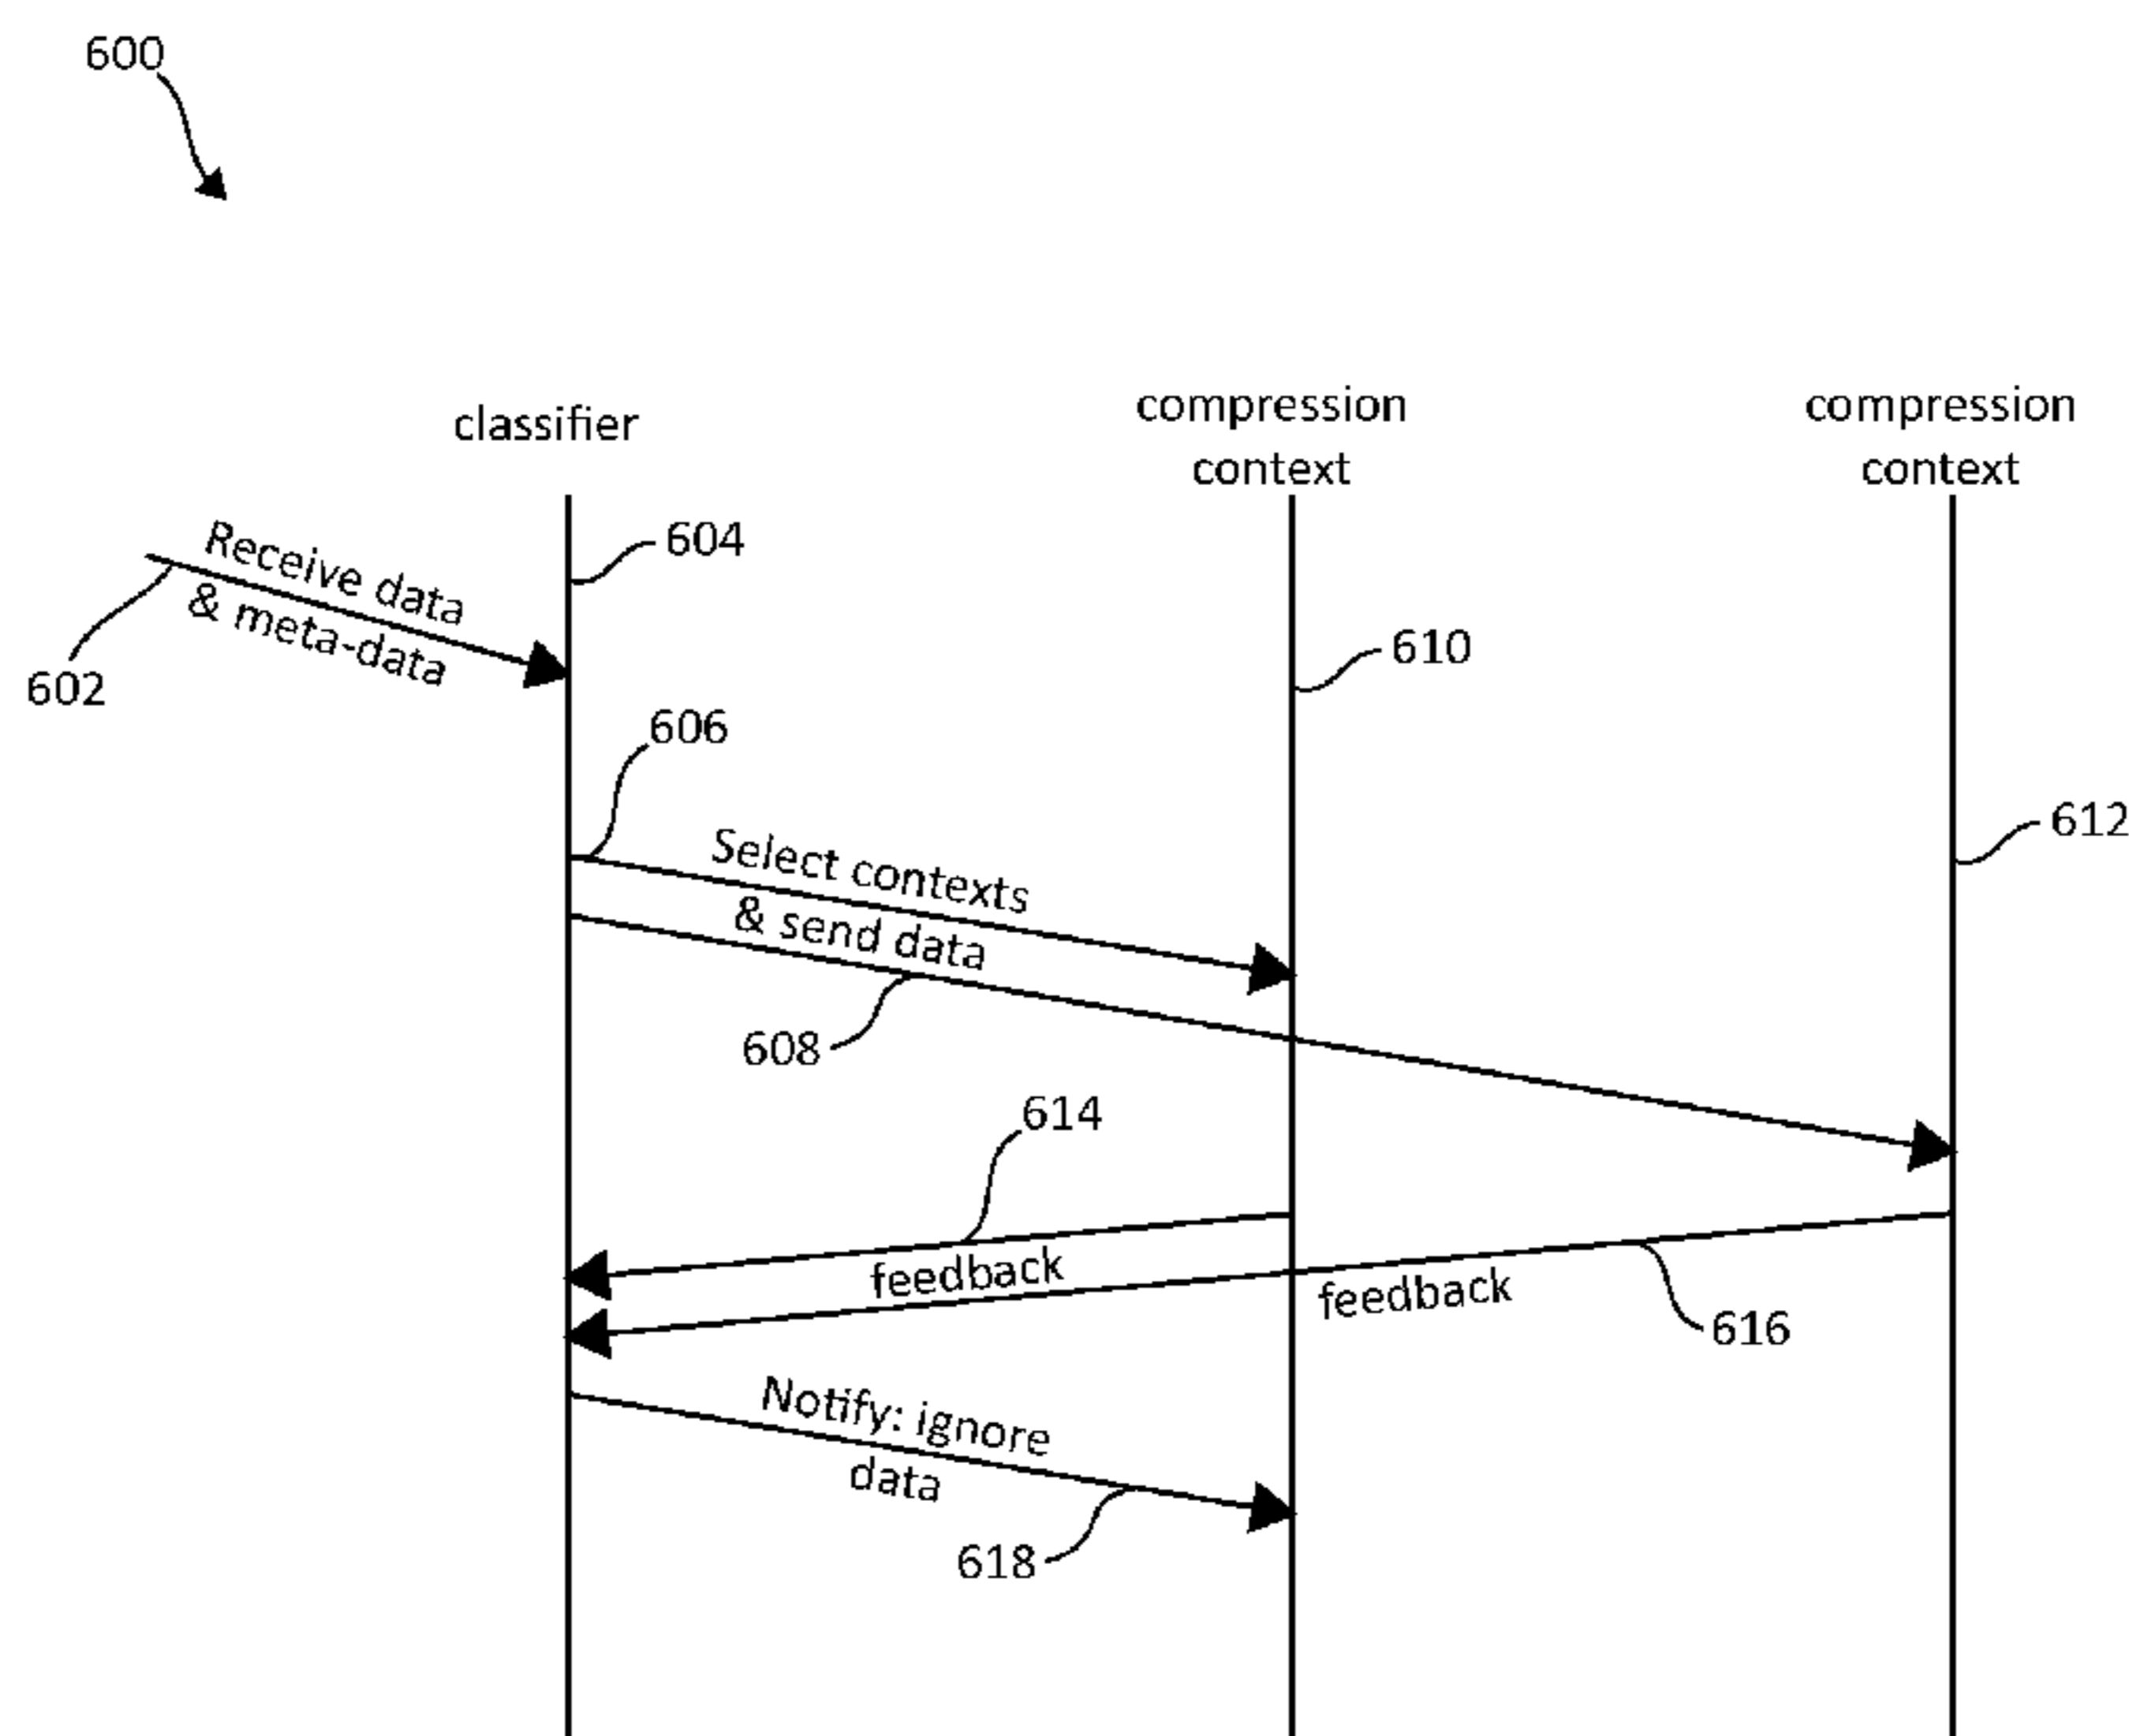 600
classifier
compression
context
compression
context
Receive data
& meta-data
602
604
610
606
612
Select contexts
& send data
608
614
feedback
feedback
616
Notify: ignore
data
618